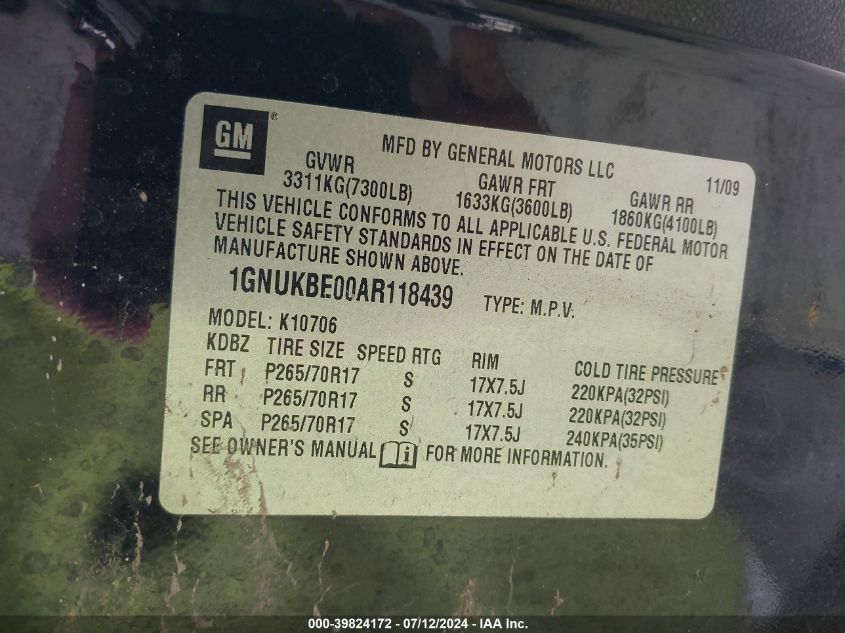 GM ®
MFD BY GENERAL MOTORS LLC 11/09
GVWR GAWR FRT GAWR RR
3311KG(7300LB) 1633KG(3600LB) 1860KG(4100LB)
THIS VEHICLE CONFORMS TO ALL APPLICABLE U.S. FEDERAL MOTOR
VEHICLE SAFETY STANDARDS IN EFFECT ON THE DATE OF
MANUFACTURE SHOWN ABOVE.
1GNUKBE00AR118439 TYPE: M.P.V.
MODEL: K10706
KDBZ TIRE SIZE SPEED RTG RIM COLD TIRE PRESSURE
FRT P265/70R17 S 17X7.5J 220KPA(32PSI)
RR P265/70R17 S 17X7.5J 220KPA(32PSI)
SPA P265/70R17 S 17X7.5J 240KPA(35PSI)
SEE OWNER'S MANUAL i FOR MORE INFORMATION.
000-39824172 - 07/12/2024 - IAA Inc.